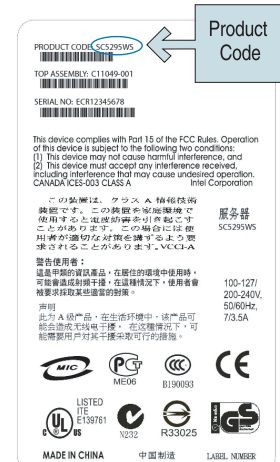 Product
Code
PRODUCT CODE: SC5295WS
TOP ASSEMBLY: C11049-001
SERIAL NO: ECR12345678
This device complies with Part 15 of the FCC Rules. Operation
of this device is subject to the following two conditions:
(1) This device may not cause harmful interference, and
(2) This device must accept any interference received,
including interference that may cause undesired operation.
CANADA ICES-003 CLASS A Intel Corporation
この装置は、クラス A 情報技術
装置です。この装置を家庭環境で
使用すると電波妨害を引き起こす
ことがあります。この場合には使
用者が適切な対策を講ずるよう要
求されることがあります。VCCI-A
服务器
SC5295WS
警告使用者：
這是甲類的資訊產品，在居住的環境中使用時，
可能會造成射頻干擾，在這種情況下，使用者會
被要求採取某些適當的對策。
声明
此为 A 级产品，在生活环境中，该产品可
能会造成无线电干扰， 在这种情况下，可
能需要用户对其干扰采取可行的措施。
100-127/
200-240V,
50/60Hz,
7/3.5A
MIC
ME06
B190093
CE
LISTED
ITE
E139761
UL
C US
N232
R33025
GS
MADE IN CHINA
中国制造
LABEL NUMBER